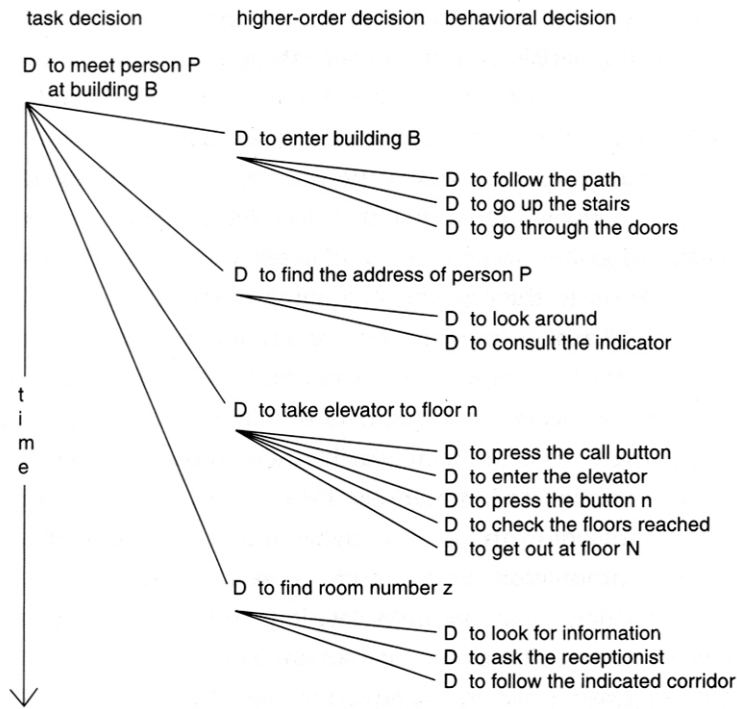 task decision higher-order decision behavioral decision
D to meet person P
at building B
D to enter building B
D to follow the path
D to go up the stairs
D to go through the doors
D to find the address of person P
D to look around
D to consult the indicator
time
D to take elevator to floor n
D to press the call button
D to enter the elevator
D to press the button n
D to check the floors reached
D to get out at floor N
D to find room number z
D to look for information
D to ask the receptionist
D to follow the indicated corridor